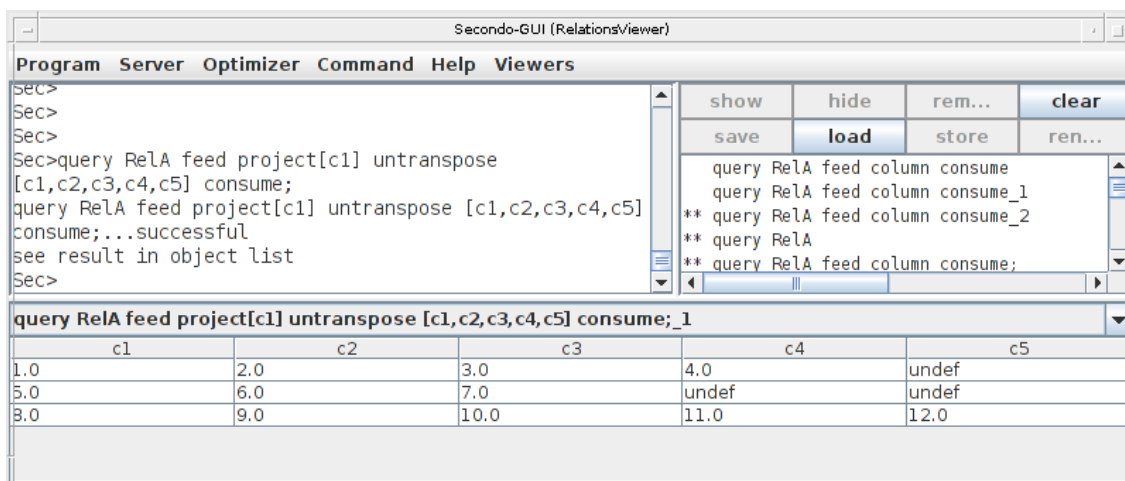 Secondo-GUI (RelationsViewer)
Program Server Optimizer Command Help Viewers
Sec>
Sec>
Sec>
Sec>query RelA feed project[c1] untranspose
[c1,c2,c3,c4,c5] consume;
query RelA feed project[c1] untranspose [c1,c2,c3,c4,c5]
consume;...successful
see result in object list
Sec>
show hide rem... clear
save load store ren...
query RelA feed column consume
query RelA feed column consume_1
** query RelA feed column consume_2
** query RelA
** query RelA feed column consume;
query RelA feed project[c1] untranspose [c1,c2,c3,c4,c5] consume;_1
c1 c2 c3 c4 c5
1.0 2.0 3.0 4.0 undef
5.0 6.0 7.0 undef undef
8.0 9.0 10.0 11.0 12.0